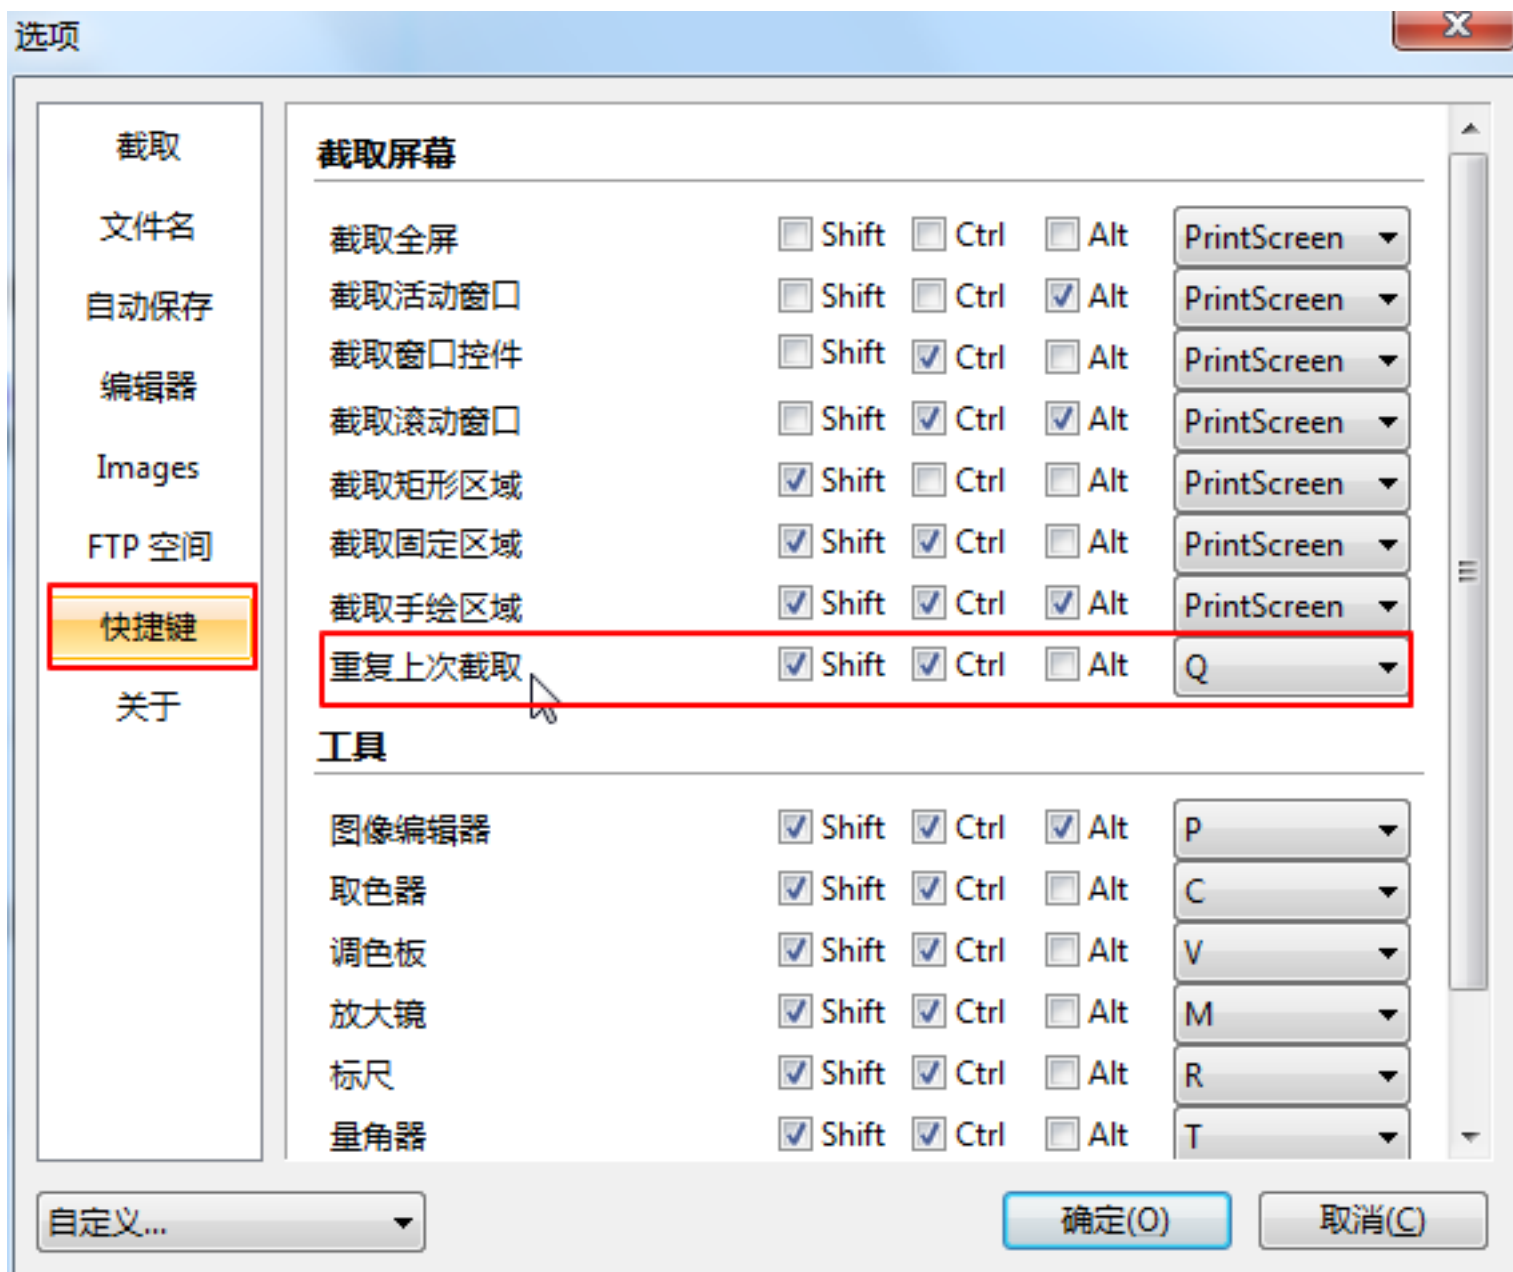 选项
截取
文件名
自动保存
编辑器
Images
FTP 空间
快捷键
关于
截取屏幕
截取全屏 Shift Ctrl Alt PrintScreen
截取活动窗口 Shift Ctrl Alt PrintScreen
截取窗口控件 Shift Ctrl Alt PrintScreen
截取滚动窗口 Shift Ctrl Alt PrintScreen
截取矩形区域 Shift Ctrl Alt PrintScreen
截取固定区域 Shift Ctrl Alt PrintScreen
截取手绘区域 Shift Ctrl Alt PrintScreen
重复上次截取 Shift Ctrl Alt Q
工具
图像编辑器 Shift Ctrl Alt P
取色器 Shift Ctrl Alt C
调色板 Shift Ctrl Alt V
放大镜 Shift Ctrl Alt M
标尺 Shift Ctrl Alt R
量角器 Shift Ctrl Alt T
自定义... 确定(O) 取消(C)